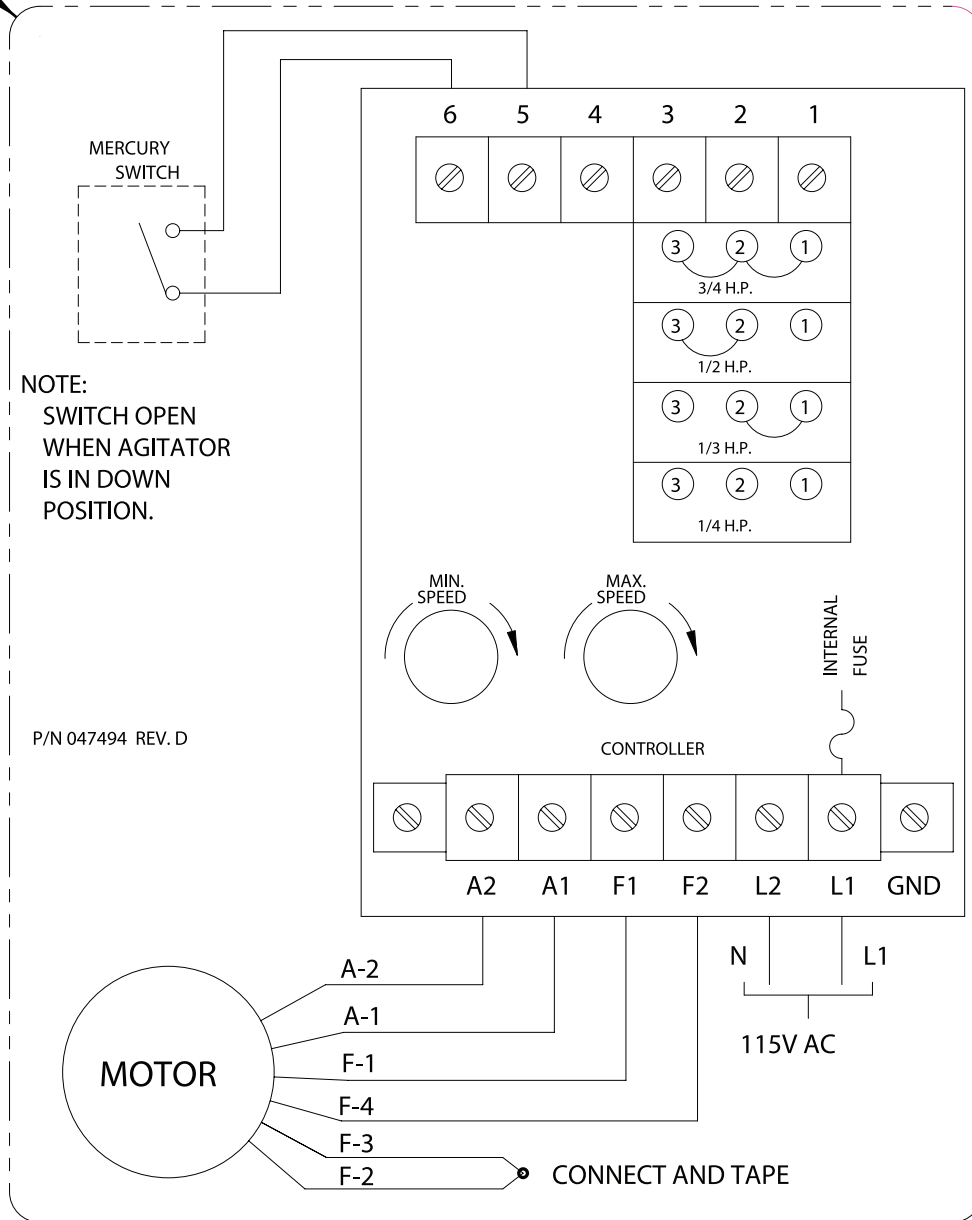 6 5 4 3 2 1
MERCURY
SWITCH
3 2 1
3/4 H.P.
3 2 1
1/2 H.P.
3 2 1
1/3 H.P.
3 2 1
1/4 H.P.
NOTE:
SWITCH OPEN
WHEN AGITATOR
IS IN DOWN
POSITION.
MIN.
SPEED
MAX.
SPEED
INTERNAL
FUSE
P/N 047494 REV. D
CONTROLLER
A2 A1 F1 F2 L2 L1 GND
N L1
115V AC
MOTOR
A-2
A-1
F-1
F-4
F-3
F-2
CONNECT AND TAPE